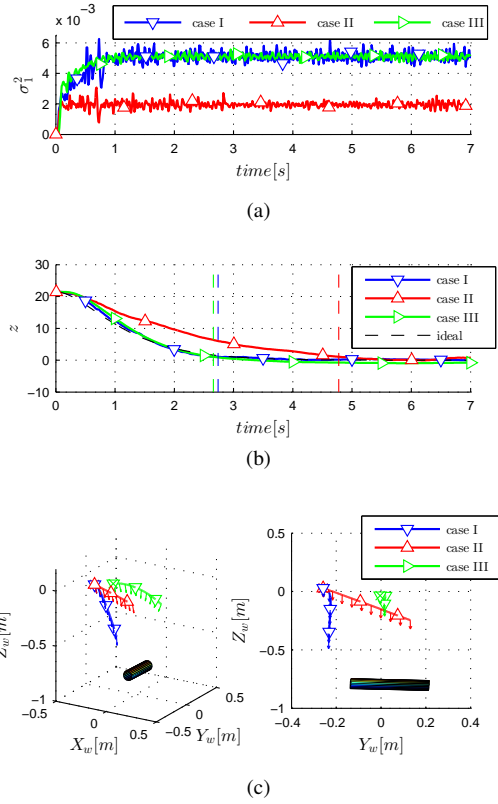 x 10⁻³
case I
case II
case III
6
4
2
0
σ₁²
0 1 2 3 4 5 6 7
time[s]
(a)
30
20
10
0
−10
z
case I
case II
case III
ideal
0 1 2 3 4 5 6 7
time[s]
(b)
0
−0.5
−1
Z_w[m]
−0.5 0 0.5
X_w[m]
−0.5 0 0.5
Y_w[m]
case I
case II
case III
0.5
0
−0.5
−1
Z_w[m]
−0.4 −0.2 0 0.2 0.4
Y_w[m]
(c)